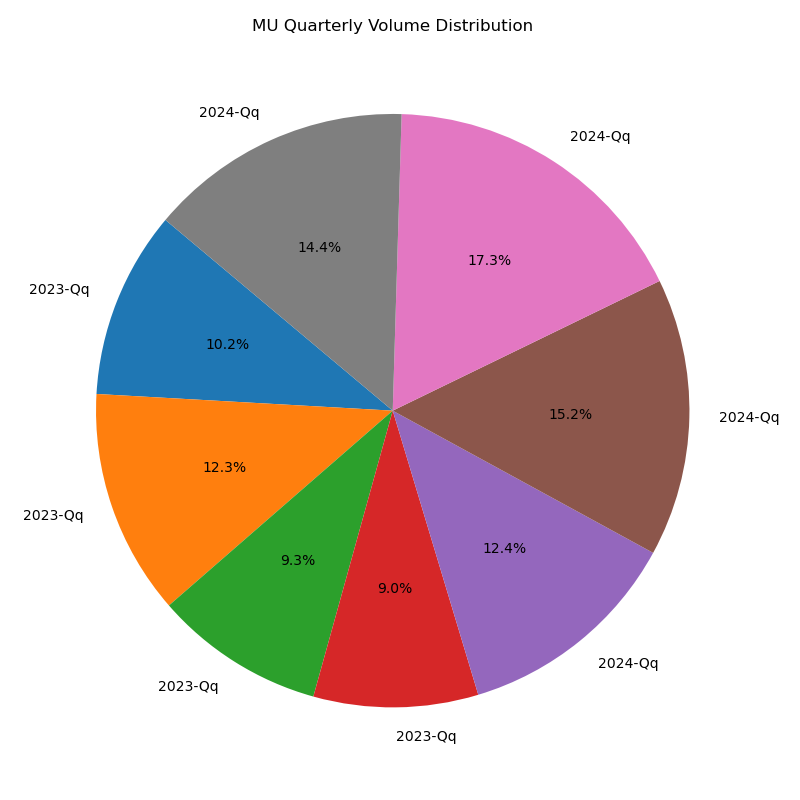 MU Quarterly Volume Distribution
2024-Qq
2024-Qq
14.4%
17.3%
2023-Qq
10.2%
15.2%
2024-Qq
12.3%
2023-Qq
12.4%
9.3%
9.0%
2024-Qq
2023-Qq
2023-Qq